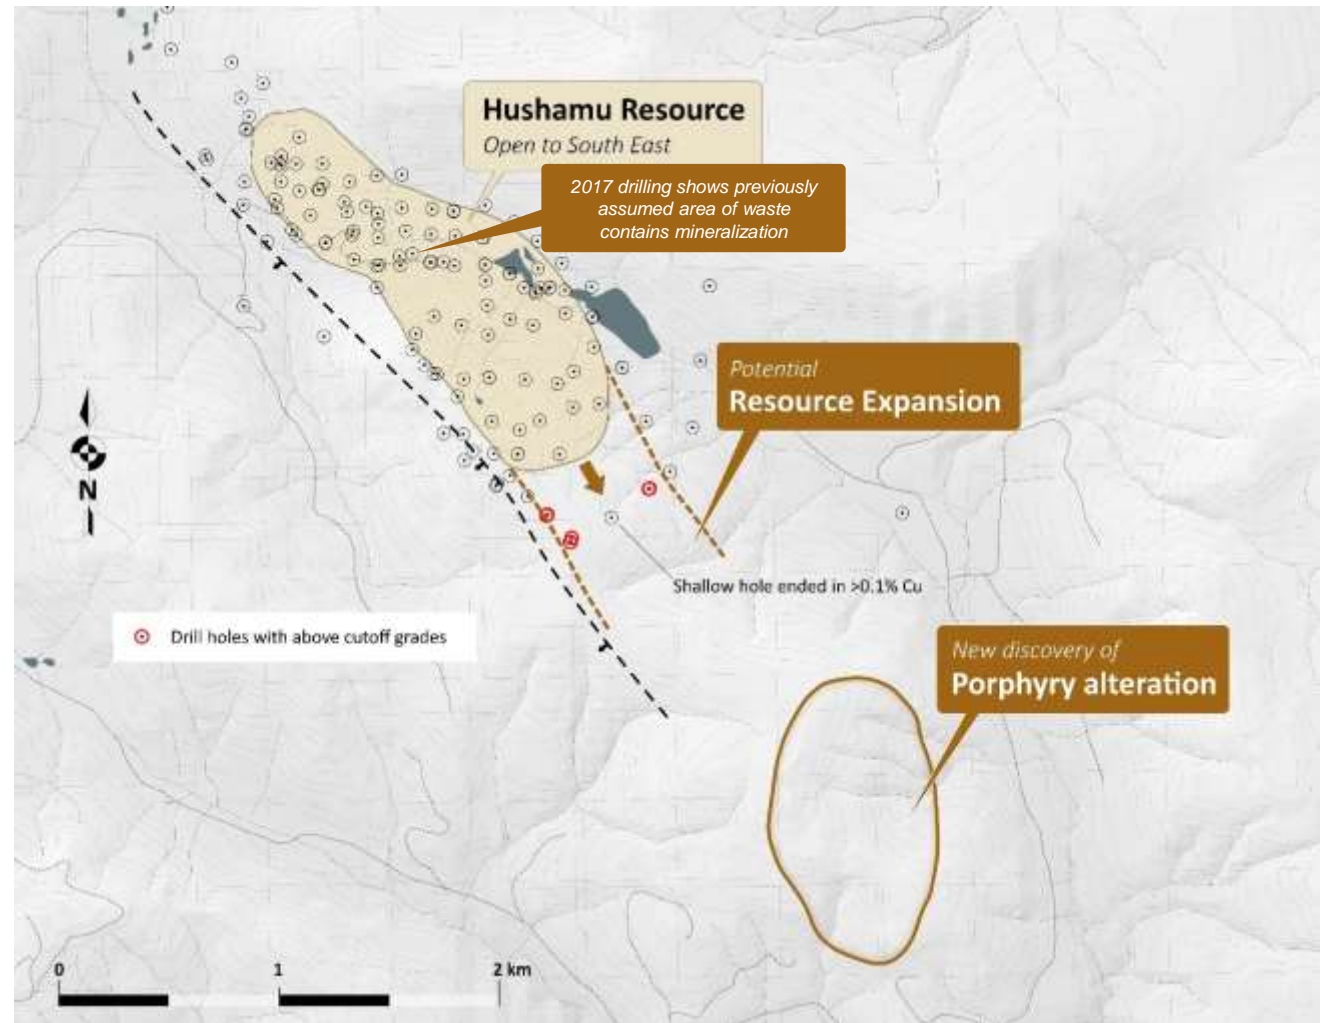 Hushamu Resource
Open to South East
2017 drilling shows previously
assumed area of waste
contains mineralization
Potential
Resource Expansion
N
Shallow hole ended in >0.1% Cu
Drill holes with above cutoff grades
New discovery of
Porphyry alteration
0 1 2 km